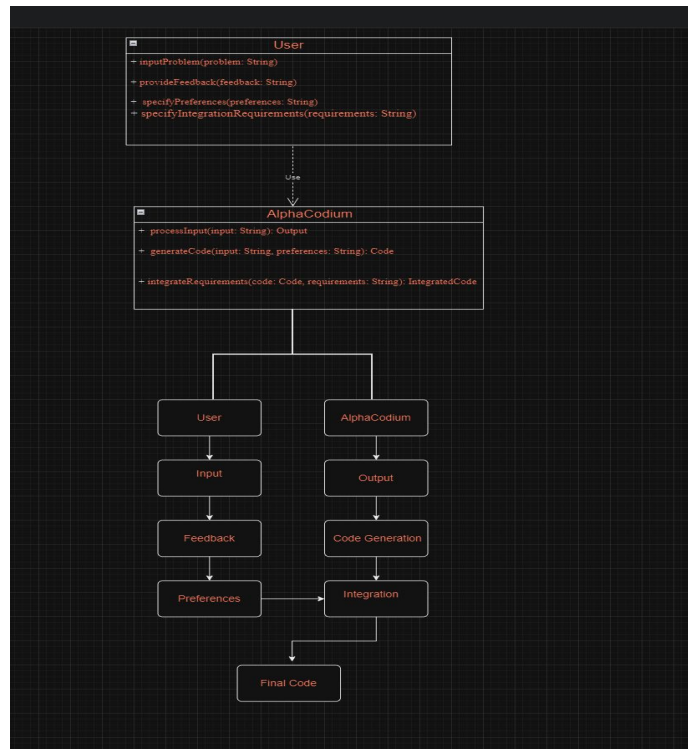 User
+ inputProblem(problem: String)
+ provideFeedback(feedback: String)
+ specifyPreferences(preferences: String)
+ specifyIntegrationRequirements(requirements: String)
Use
AlphaCodium
+ processInput(input: String): Output
+ generateCode(input: String, preferences: String): Code
+ integrateRequirements(code: Code, requirements: String): IntegratedCode
User
AlphaCodium
Input
Output
Feedback
Code Generation
Preferences
Integration
Final Code